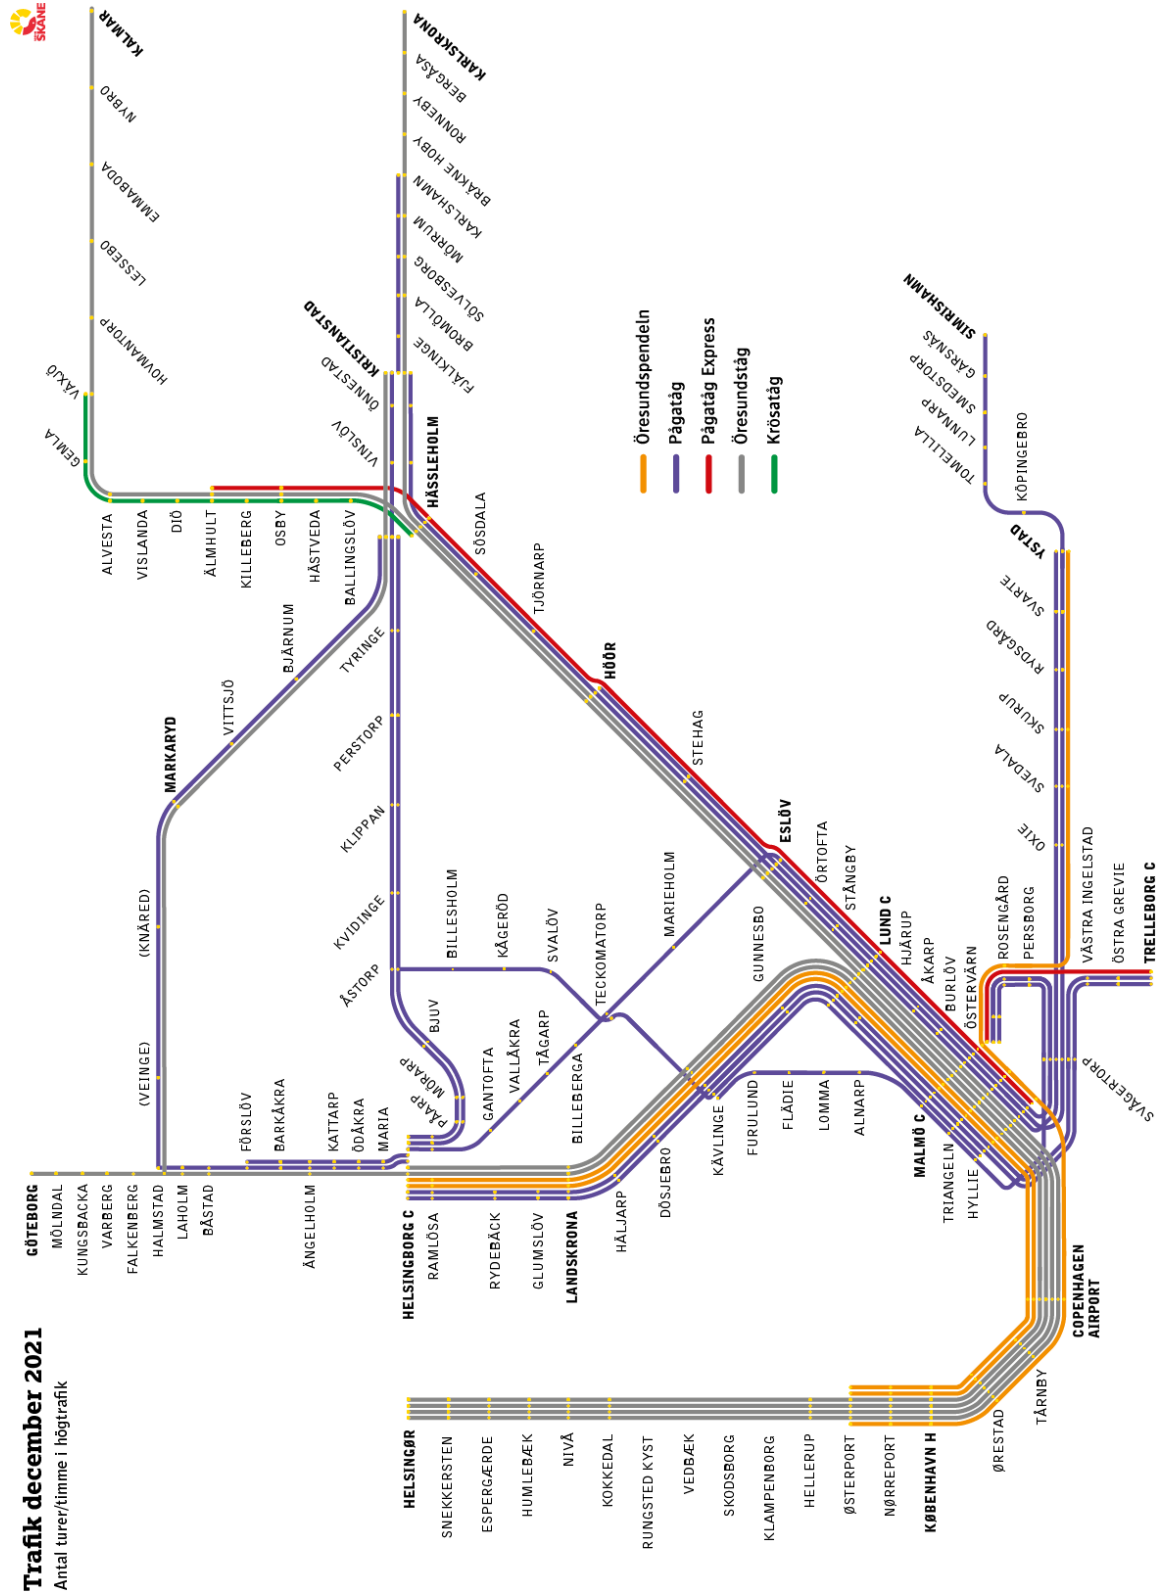 Trafik december 2021
Antal turer/timme i högtrafik
SKÅNE
GÖTEBORG
MÖLNDAL
KUNGSBACKA
VARBERG
FALKENBERG
HALMSTAD
LAHOLM
BÅSTAD
ÄNGELHOLM
FÖRSLÖV
BARKÅKRA
KATTARP
ÖDÅKRA
MARIA
(VEINGE)
(KNÄRED)
MARKARYD
VITTSJÖ
BJÄRNUM
HELSINGBORG C
RAMLÖSA
RYDEBÄCK
GLUMSLÖV
LANDSKRONA
HÄLJARP
DÖSJEBRO
KÄVLINGE
PÅARP
MÖRARP
BJUV
ÅSTORP
KVIDINGE
KLIPPAN
PERSTORP
TYRINGE
GANTOFTA
VALLÅKRA
TÅGARP
BILLEBERGA
TECKOMATORP
MARIEHOLM
BILLESHOLM
KÅGERÖD
SVALÖV
FURULUND
FLÄDIE
LOMMA
ALNARP
GUNNESBO
HÄSSLEHOLM
SÖSDALA
TJÖRNARP
HÖÖR
STEHAG
ESLÖV
ÖRTOFTA
STÅNGBY
LUND C
HJÄRUP
ÅKARP
BURLÖV
ÖSTERVÄRN
ROSENGÅRD
PERSBORG
MALMÖ C
TRIANGELN
HYLLIE
SVÅGERTORP
VÄSTRA INGELSTAD
ÖSTRA GREVIE
TRELLEBORG C
OXIE
SVEDALA
SKURUP
RYDSGÅRD
SVARTE
YSTAD
KÖPINGEBRO
TOMELILLA
LUNNARP
SMEDSTORP
GÄRSNÄS
SIMRISHAMN
ALVESTA
VISLANDA
DIÖ
ÄLMHULT
KILLEBERG
OSBY
HÄSTVEDA
BALLINGSLÖV
GEMLA
VÄXJÖ
HOVMANTORP
LESSEBO
EMMABODA
NYBRO
KALMAR
VINSLÖV
ÖNNESTAD
KRISTIANSTAD
FJÄLKINGE
BROMÖLLA
SÖLVESBORG
MÖRRUM
KARLSHAMN
BRÄKNE HOBY
RONNEBY
BERGÅSA
KARLSKRONA
Öresundspendeln
Pågatåg
Pågatåg Express
Öresundståg
Krösatåg
HELSINGØR
SNEKKERSTEN
ESPERGÆRDE
HUMLEBÆK
NIVÅ
KOKKEDAL
RUNGSTED KYST
VEDBÆK
SKODSBORG
KLAMPENBORG
HELLERUP
ØSTERPORT
NØRREPORT
KØBENHAVN H
ØRESTAD
TÅRNBY
COPENHAGEN
AIRPORT